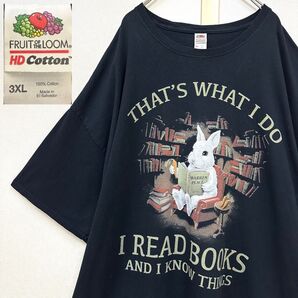 FRUIT OF THE LOOM
HD Cotton™
3XL
100% Cotton
Made in
El Salvador
THAT'S WHAT I DO
I READ BOOKS
AND I KNOW THINGS